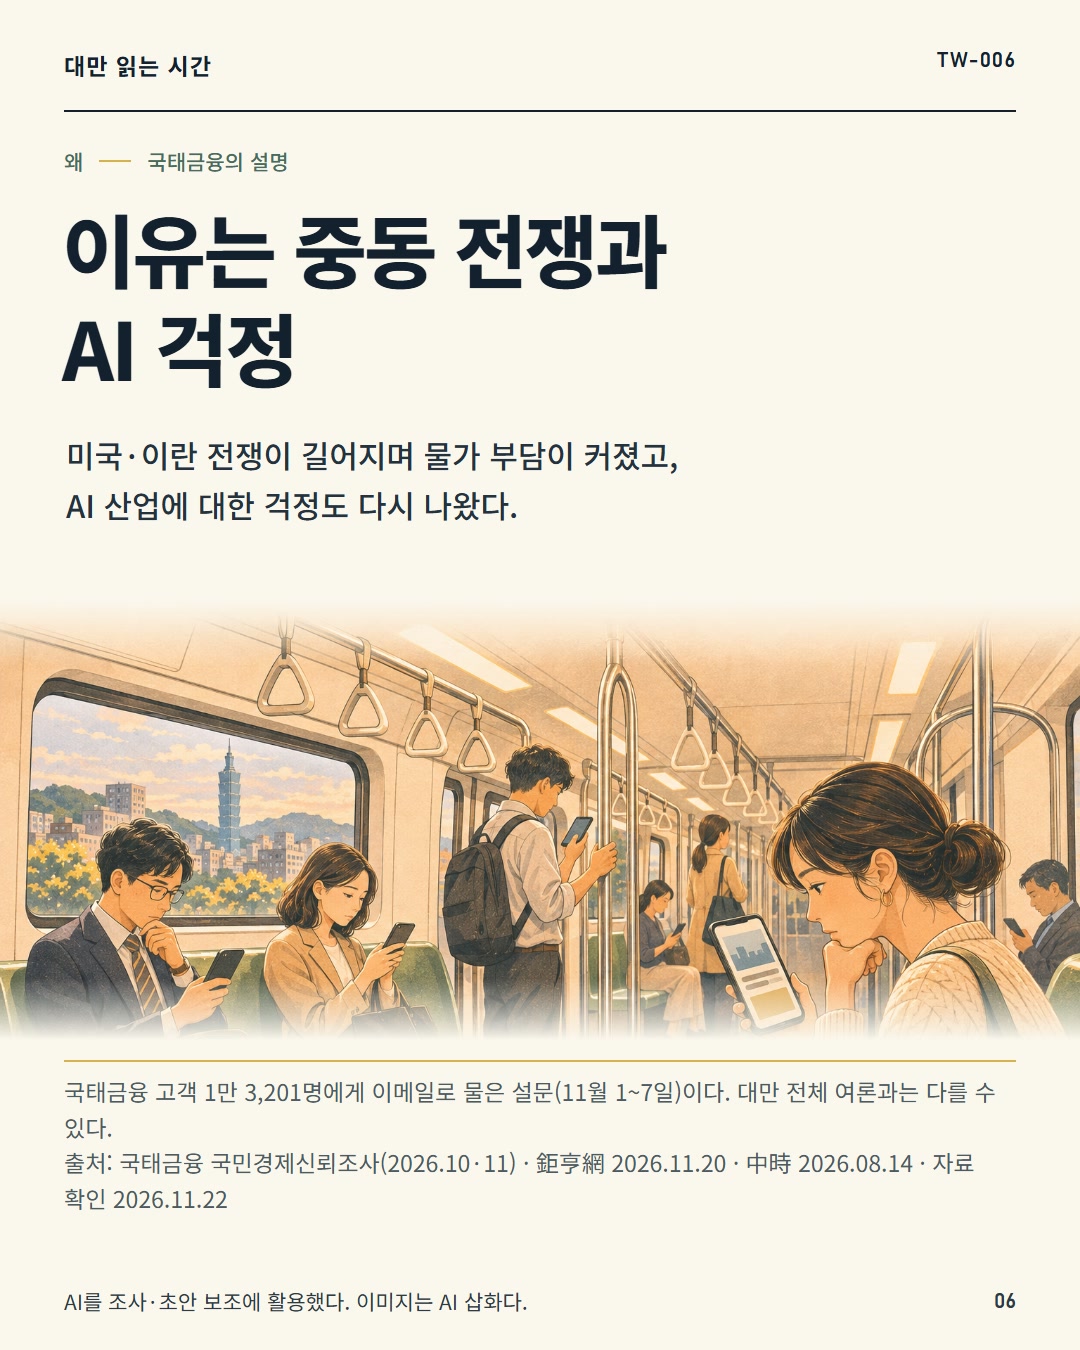 대만 읽는 시간
TW-006
왜 — 국태금융의 설명
이유는 중동 전쟁과
AI 걱정
미국·이란 전쟁이 길어지며 물가 부담이 커졌고,
AI 산업에 대한 걱정도 다시 나왔다.
국태금융 고객 1만 3,201명에게 이메일로 물은 설문(11월 1~7일)이다. 대만 전체 여론과는 다를 수
있다.
출처: 국태금융 국민경제신뢰조사(2026.10·11) · 鉅亨網 2026.11.20 · 中時 2026.08.14 · 자료
확인 2026.11.22
AI를 조사·초안 보조에 활용했다. 이미지는 AI 삽화다.
06